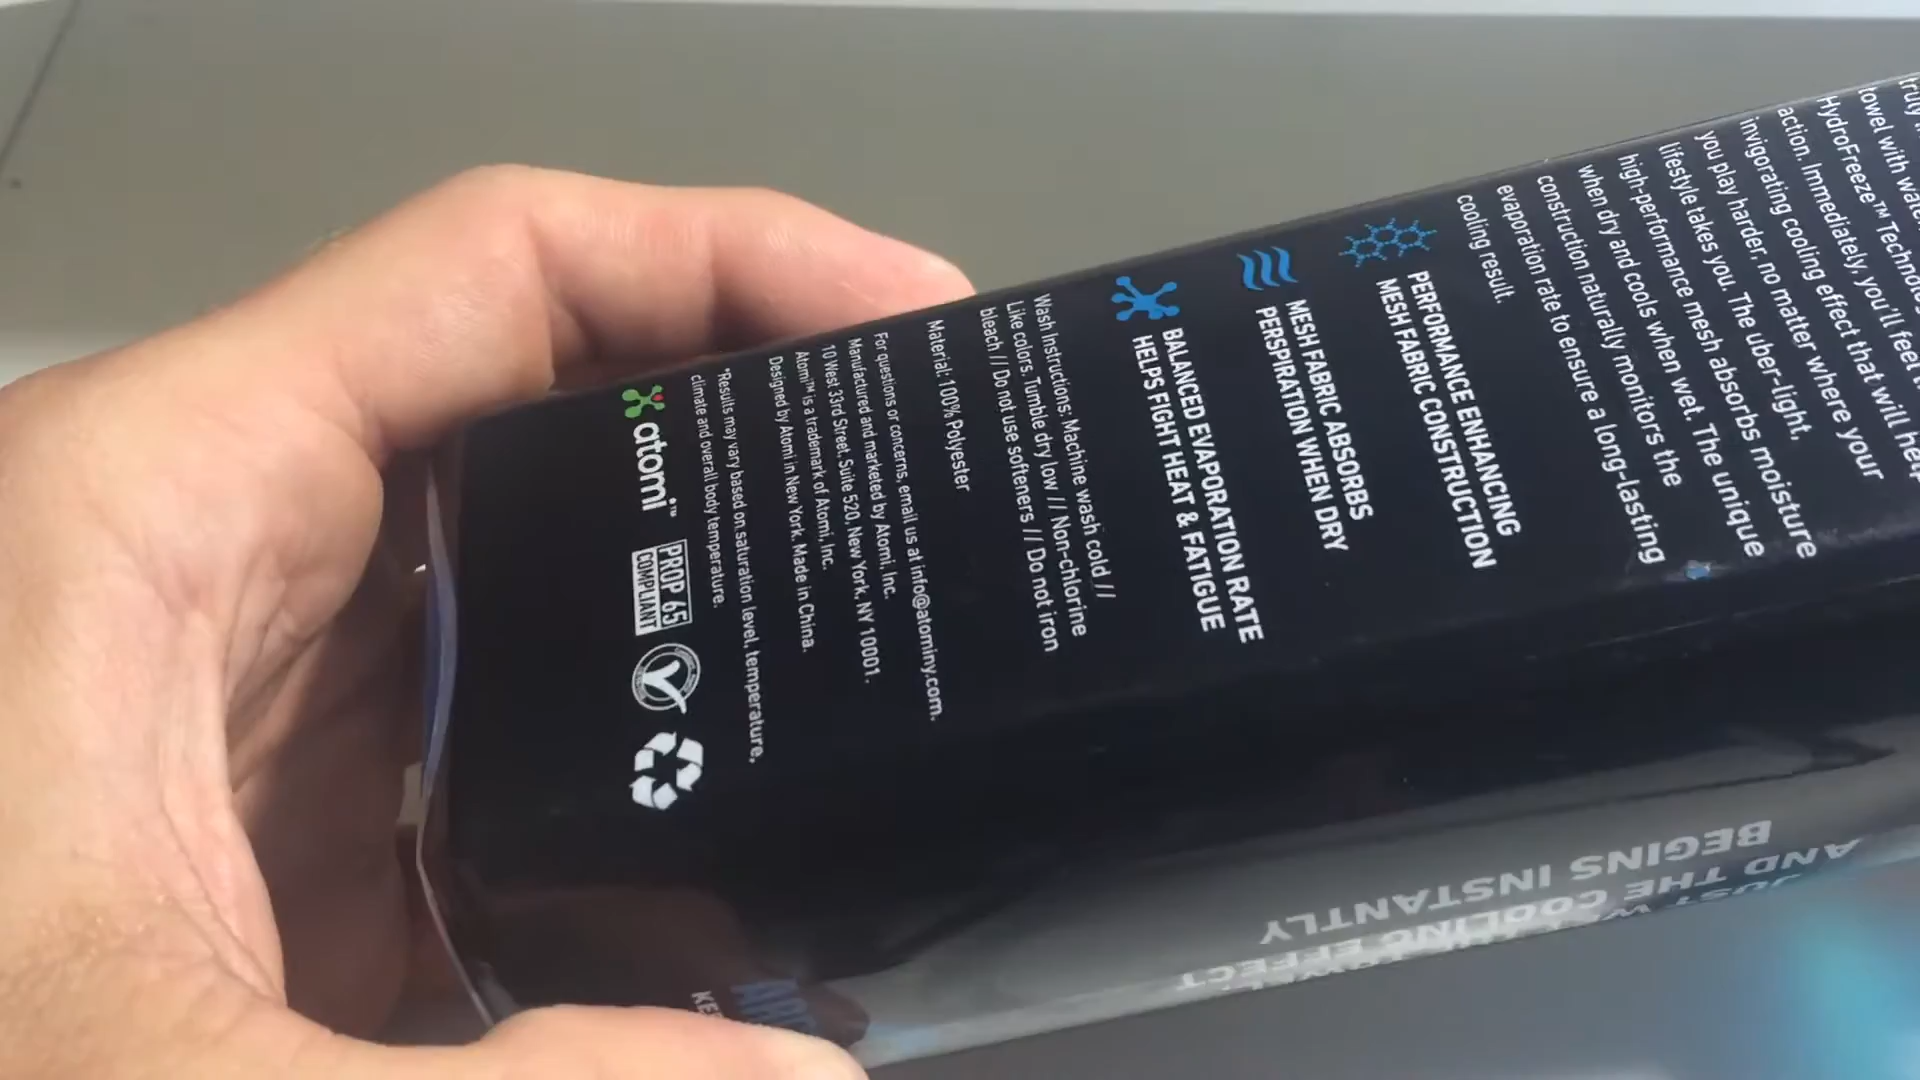 towel with
HydroFreeze™
action. Immediately, you'll feel
invigorating cooling effect that will
you play harder, no matter where your
lifestyle takes you. The uber-light,
high-performance mesh absorbs moisture
when dry and cools when wet. The unique
construction naturally monitors the
evaporation rate to ensure a long-lasting
cooling result.
PERFORMANCE ENHANCING
MESH FABRIC CONSTRUCTION
MESH FABRIC ABSORBS
PERSPIRATION WHEN DRY
BALANCED EVAPORATION RATE
HELPS FIGHT HEAT & FATIGUE
Wash Instructions: Machine wash cold //
Like colors. Tumble dry low // Non-chlorine
bleach // Do not use softeners // Do not iron
Material: 100% Polyester
For questions or concerns, email us at info@atominy.com.
Manufactured and marketed by Atomi, Inc.
10 West 33rd Street, Suite 520, New York, NY 10001.
Atomi™ is a trademark of Atomi, Inc.
Designed by Atomi in New York. Made in China.
*Results may vary based on saturation level, temperature,
climate and overall body temperature.
atomi™
PROP 65
COMPLIANT
COOLING EFFECT
AND THE
BEGINS INSTANTLY